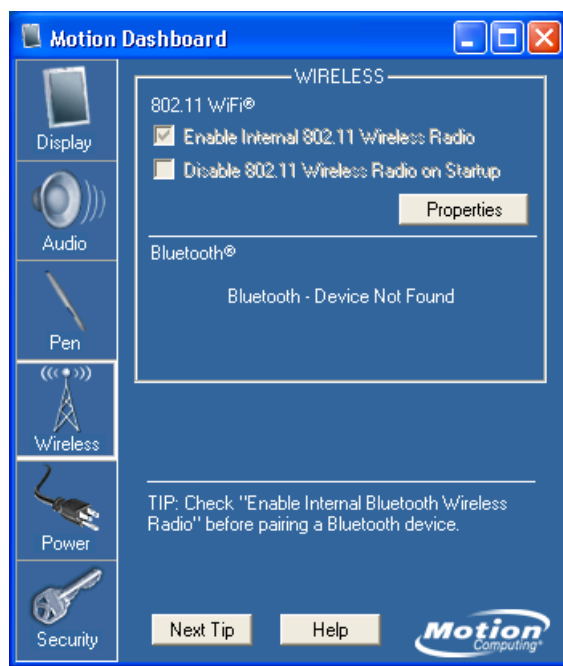 Motion Dashboard
Display
Audio
Pen
Wireless
Power
Security
WIRELESS
802.11 WiFi®
Enable Internal 802.11 Wireless Radio
Disable 802.11 Wireless Radio on Startup
Properties
Bluetooth®
Bluetooth - Device Not Found
TIP: Check "Enable Internal Bluetooth Wireless
Radio" before pairing a Bluetooth device.
Next Tip
Help
Motion
Computing®